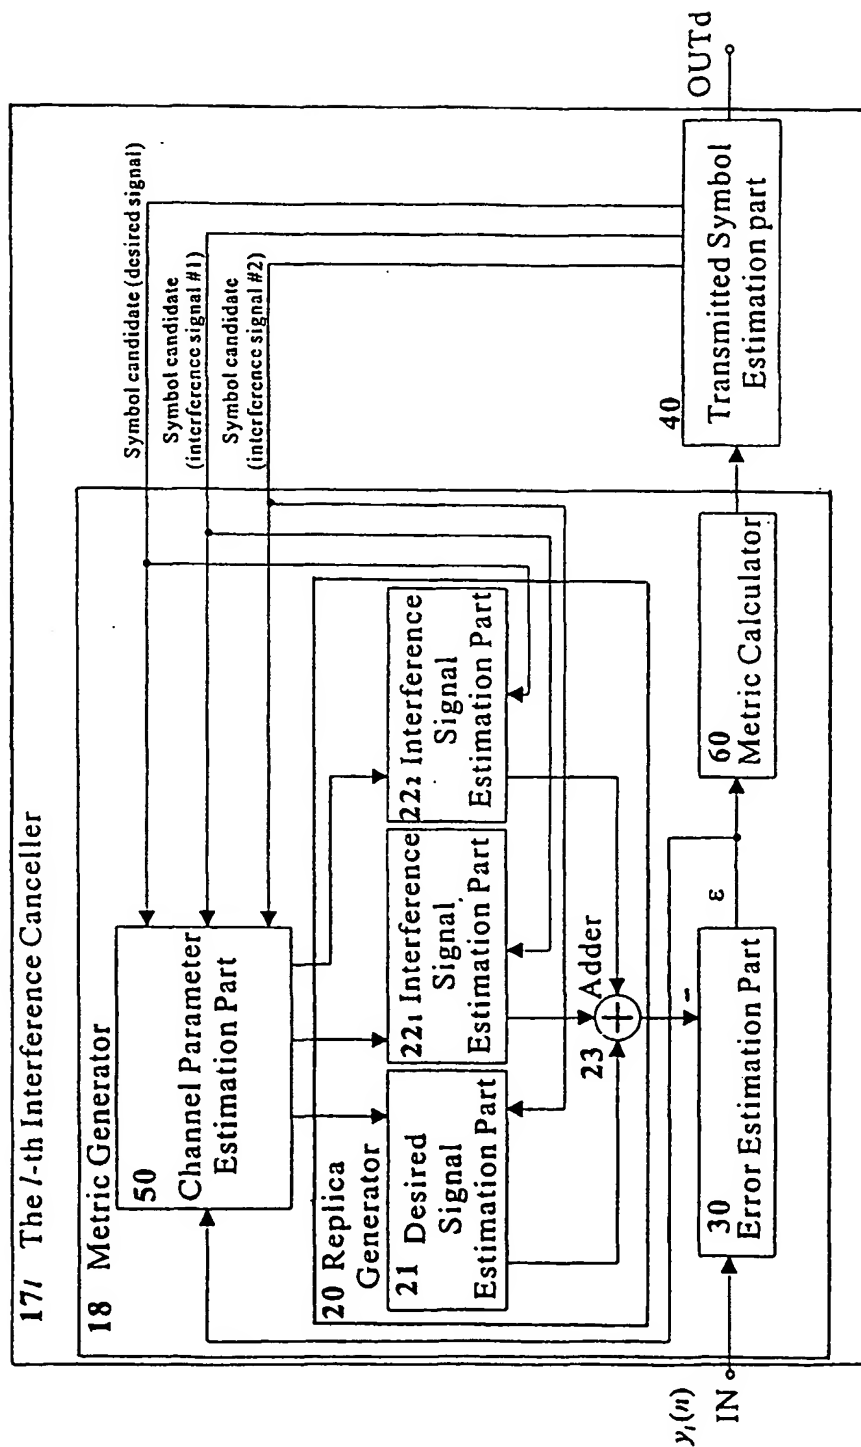 17l The l-th Interference Canceller
18 Metric Generator
50
Channel Parameter
Estimation Part
Symbol candidate (desired signal)
Symbol candidate
(interference signal #1)
Symbol candidate
(interference signal #2)
20 Replica
Generator
21 Desired
Signal
Estimation Part
221 Interference
Signal
Estimation Part
222 Interference
Signal
Estimation Part
23
Adder
+
-
30
Error Estimation Part
ε
60
Metric Calculator
40
Transmitted Symbol
Estimation part
yl(n)
IN
OUTd